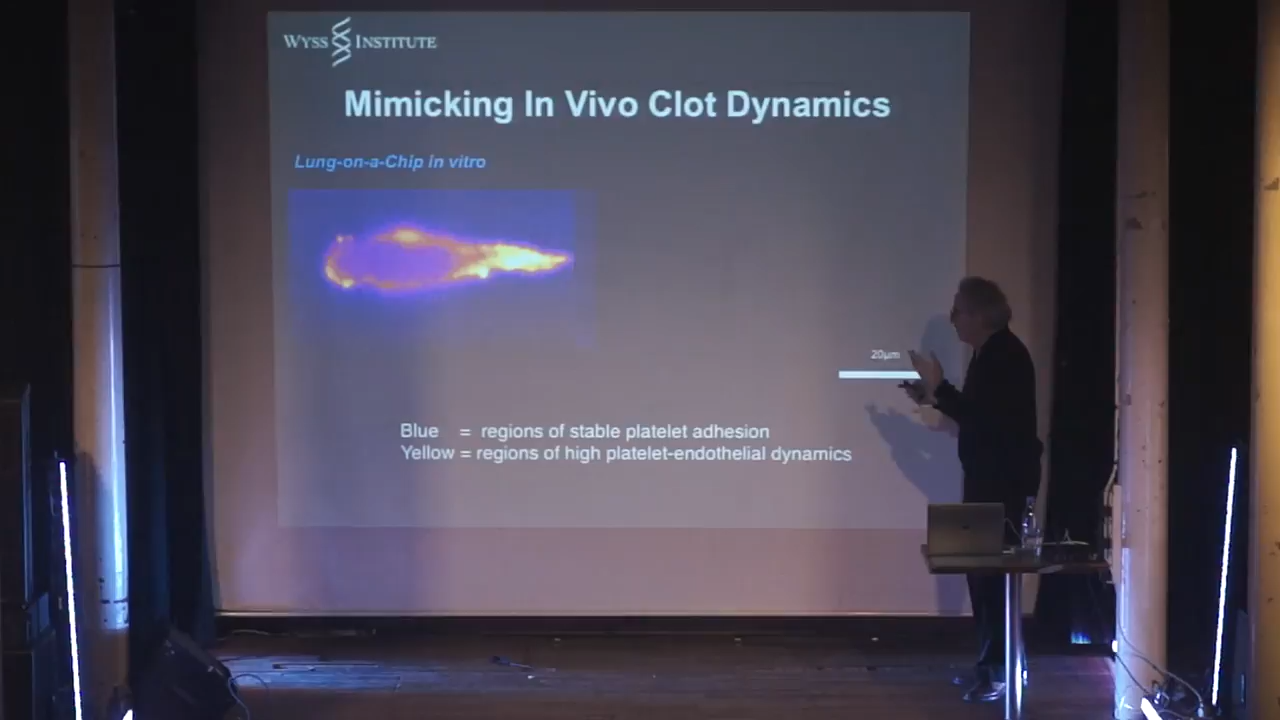 WYSS INSTITUTE
Mimicking In Vivo Clot Dynamics
Lung-on-a-Chip in vitro
20µm
Blue = regions of stable platelet adhesion
Yellow = regions of high platelet-endothelial dynamics